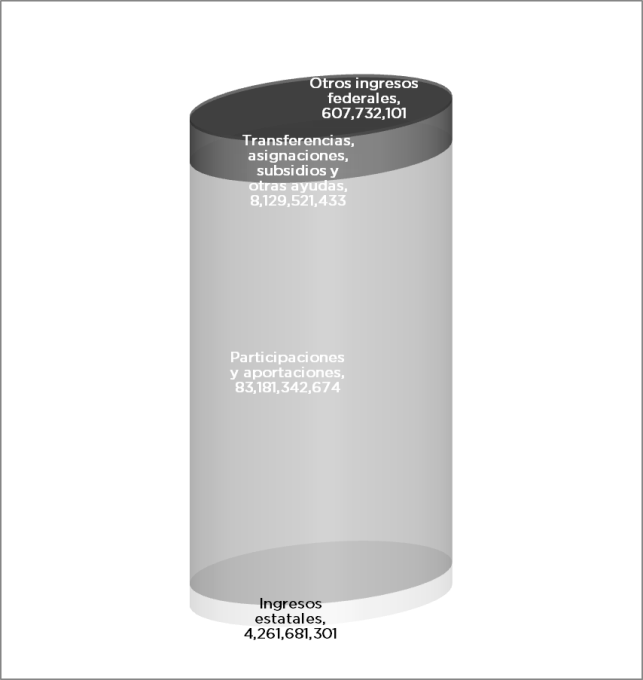 Otros ingresos
federales,
607,732,101
Transferencias,
asignaciones,
subsidios y
otras ayudas,
8,129,521,433
Participaciones
y aportaciones,
83,181,342,674
Ingresos
estatales,
4,261,681,301